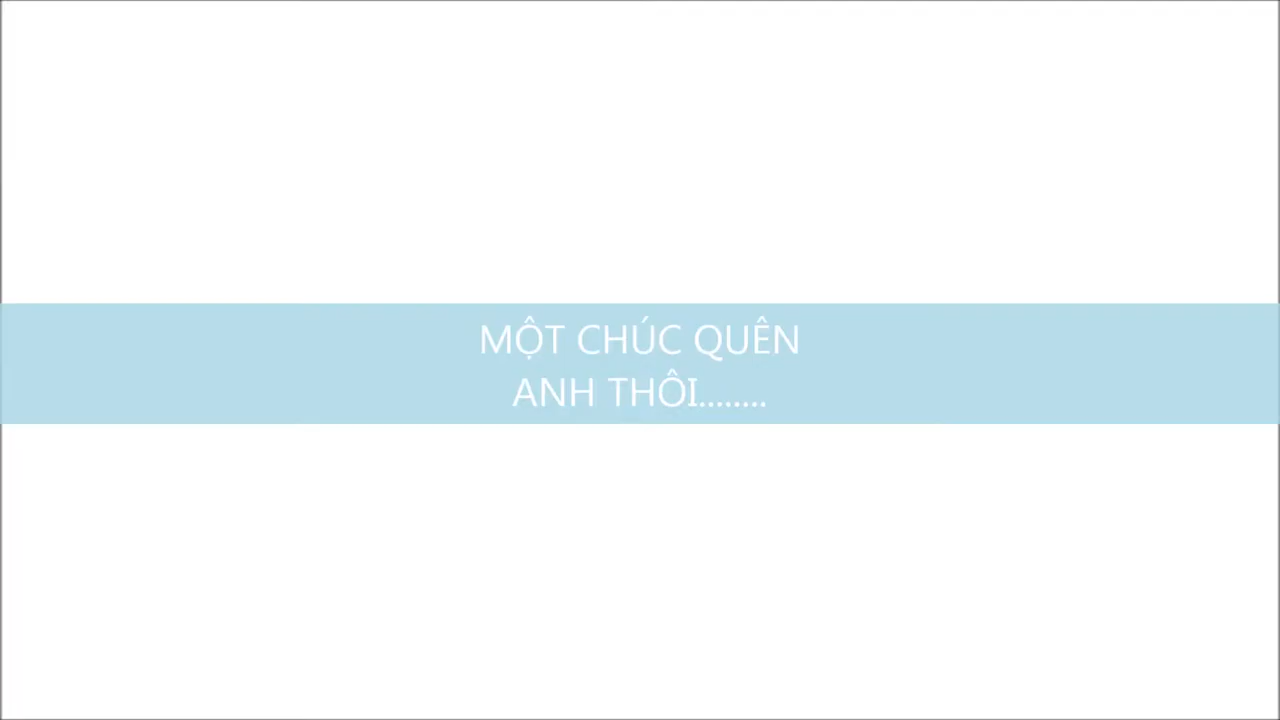 MỘT CHÚC QUÊN
ANH THÔI........